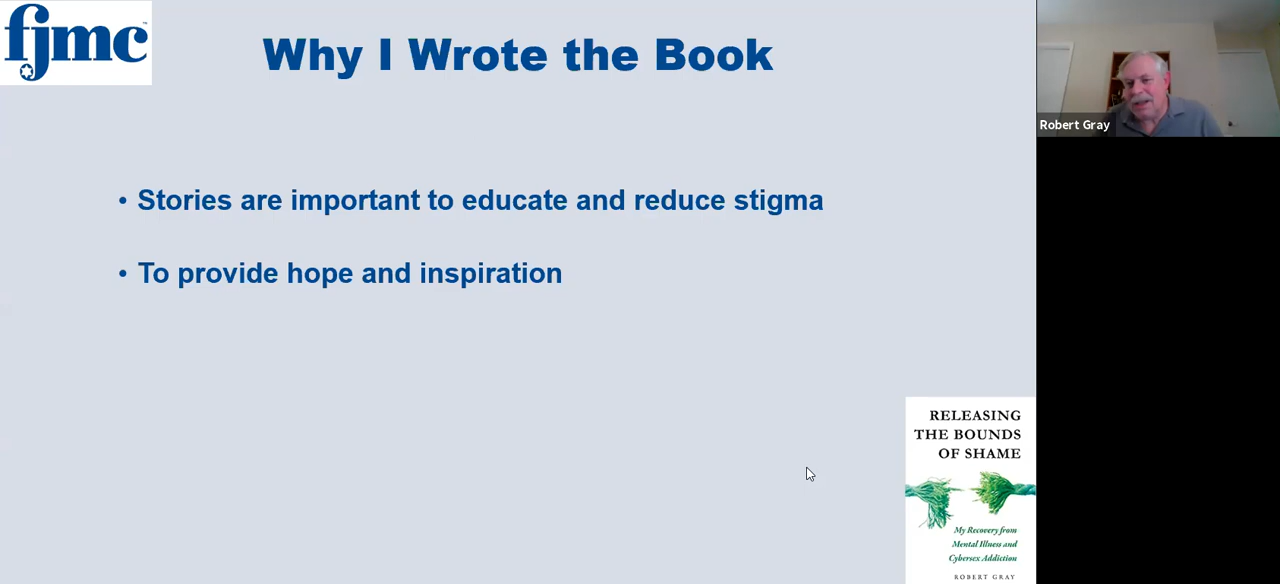 fjmc™
Why I Wrote the Book
Robert Gray
• Stories are important to educate and reduce stigma
• To provide hope and inspiration
RELEASING
THE BOUNDS
OF SHAME
My Recovery from
Mental Illness and
Cybersex Addiction
ROBERT GRAY